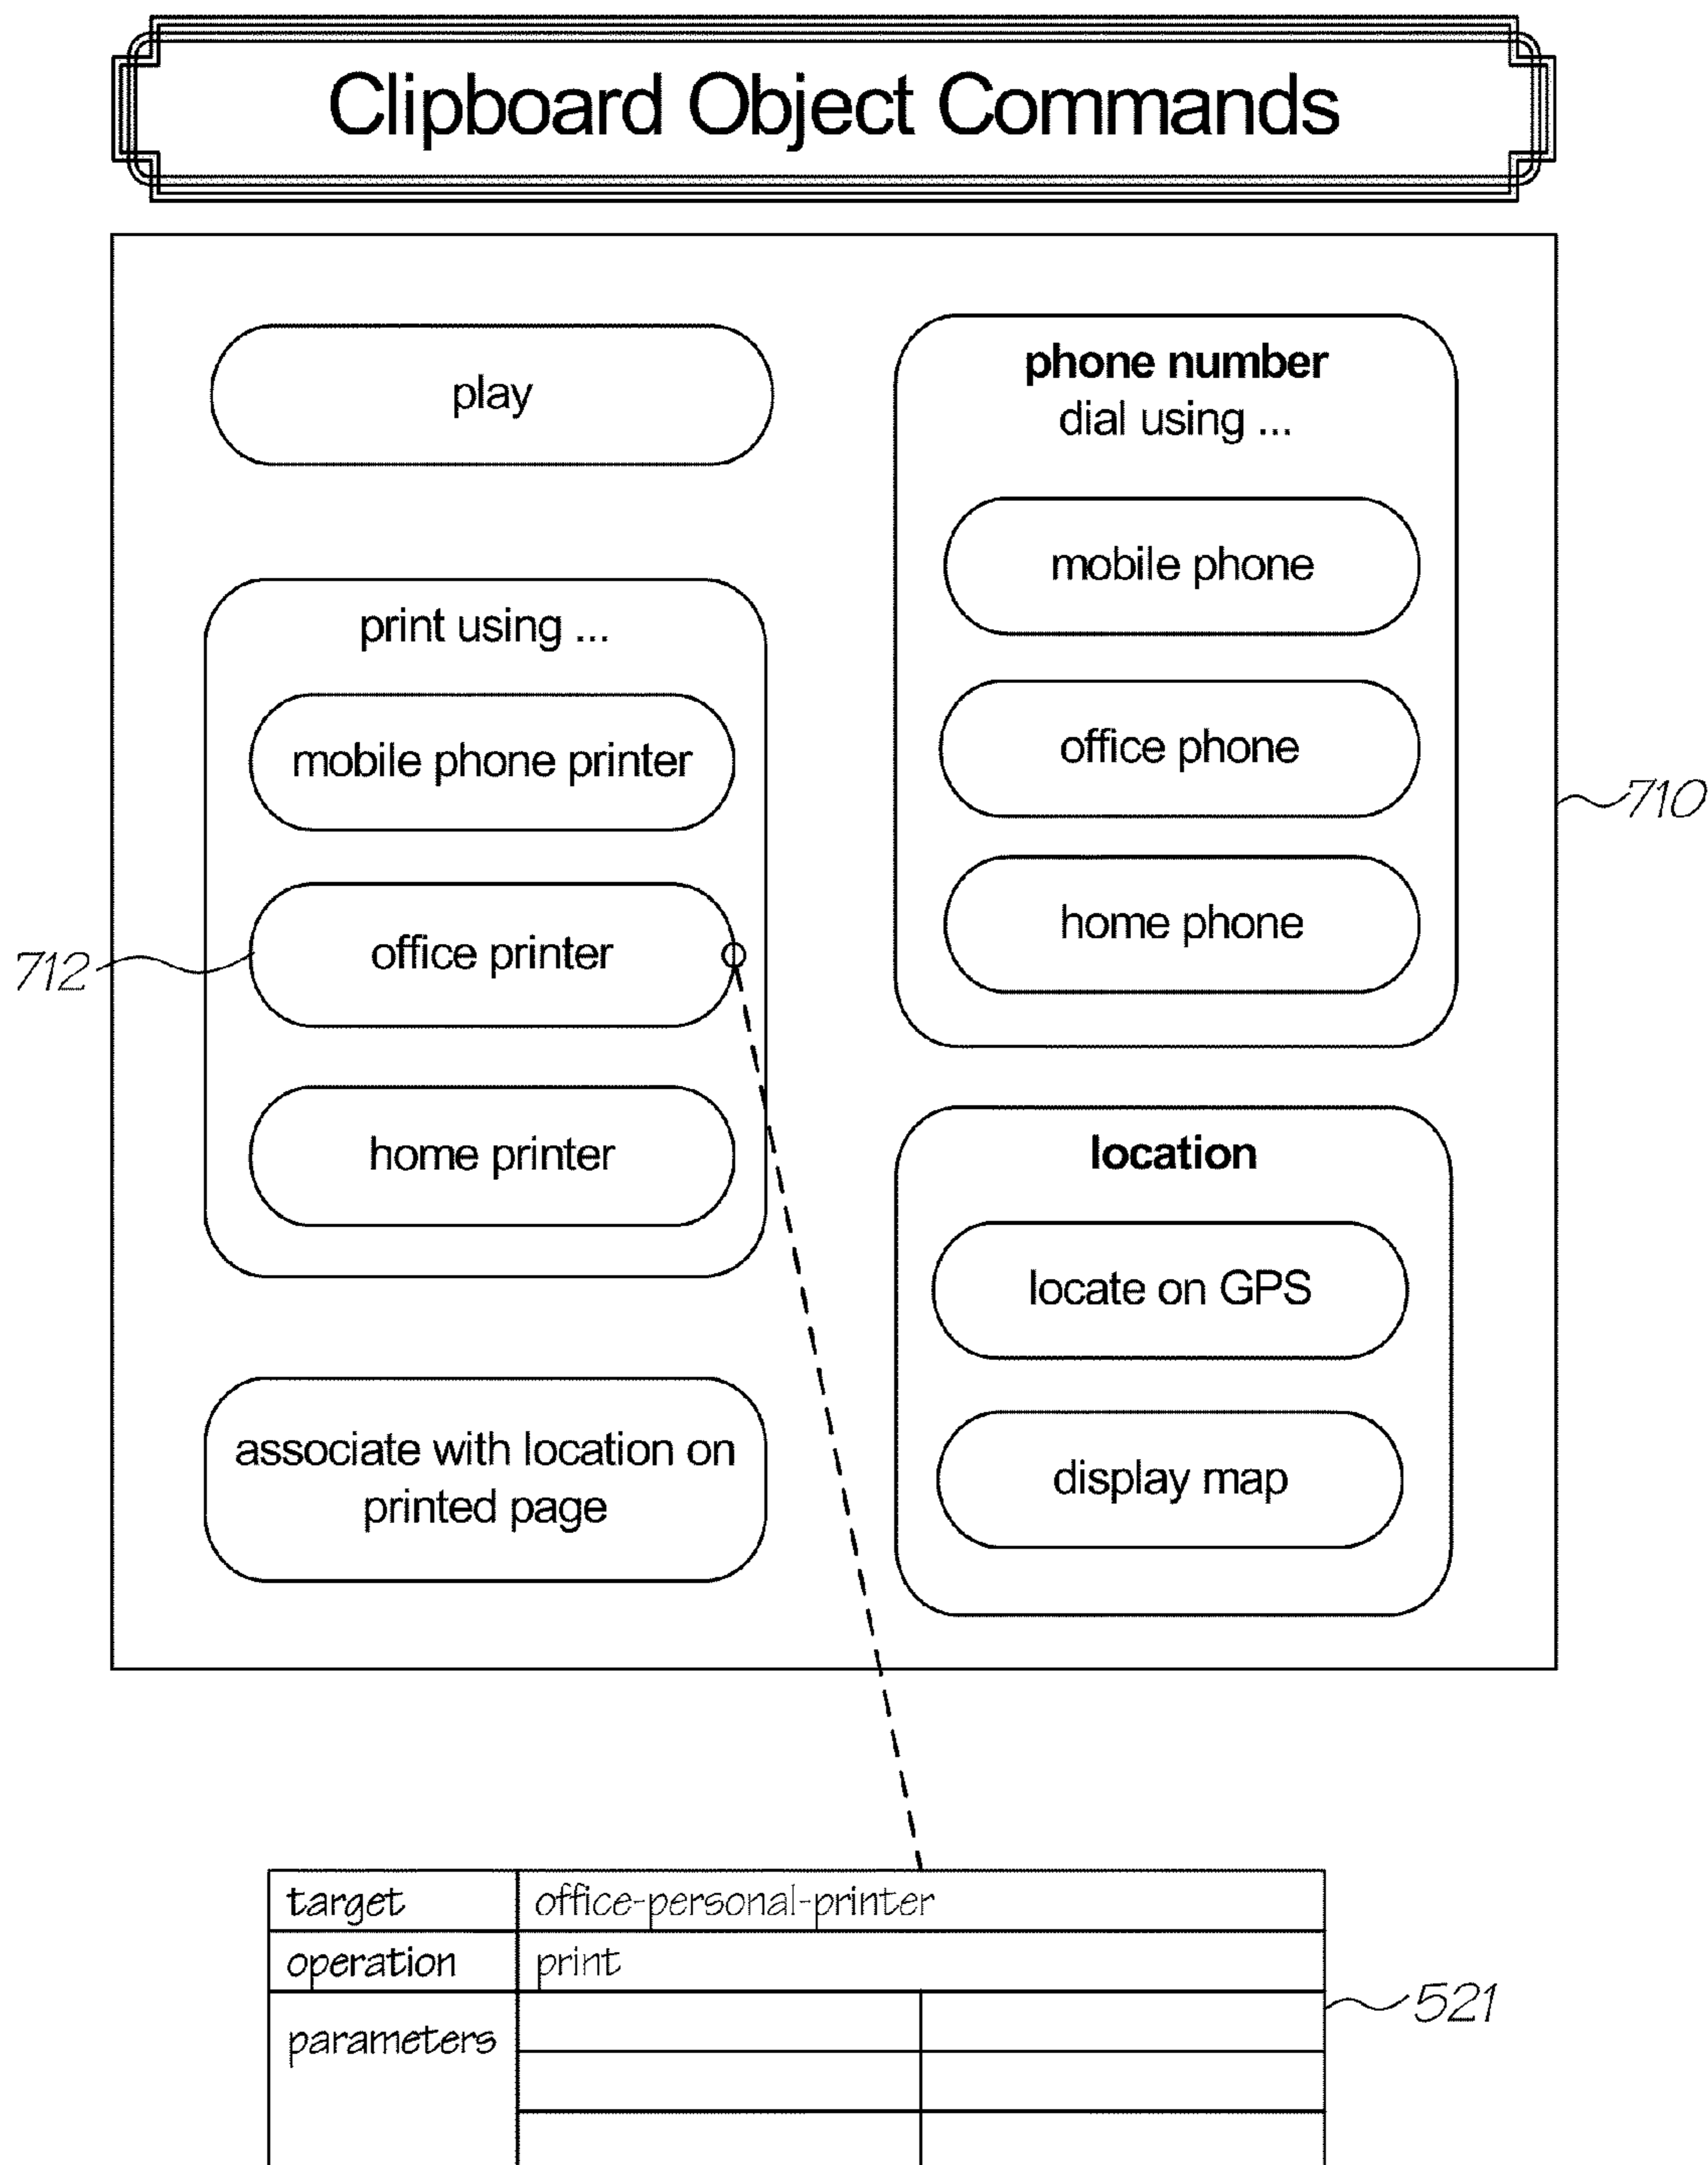 Clipboard Object Commands
play
print using ...
mobile phone printer
office printer
home printer
associate with location on
printed page
phone number
dial using ...
mobile phone
office phone
home phone
location
locate on GPS
display map
710
712
target office-personal-printer
operation print
parameters
521